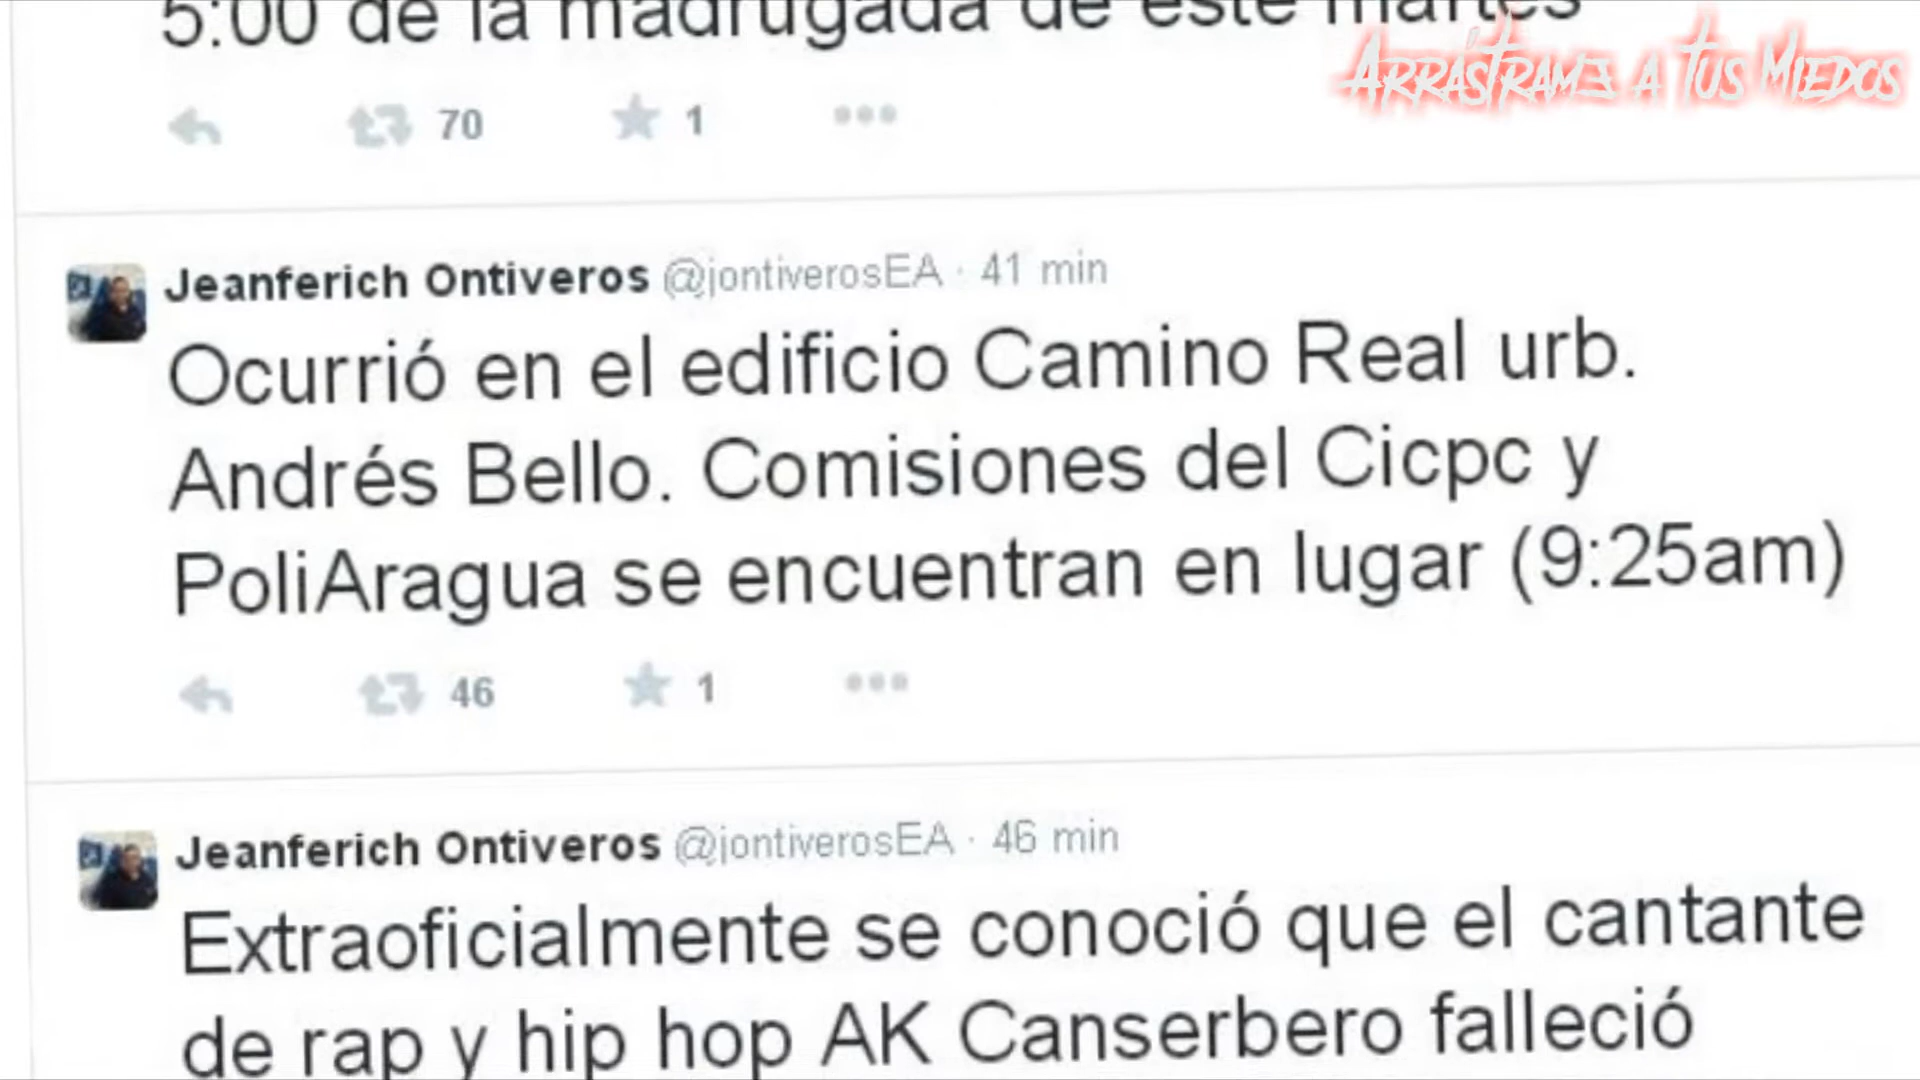 5:00 de la madrugada de este martes
ARRÁSTRAME A TUS MIEDOS
70 1
Jeanferich Ontiveros @jontiverosEA · 41 min
Ocurrió en el edificio Camino Real urb.
Andrés Bello. Comisiones del Cicpc y
PoliAragua se encuentran en lugar (9:25am)
46 1
Jeanferich Ontiveros @jontiverosEA · 46 min
Extraoficialmente se conoció que el cantante
de rap y hip hop AK Canserbero falleció